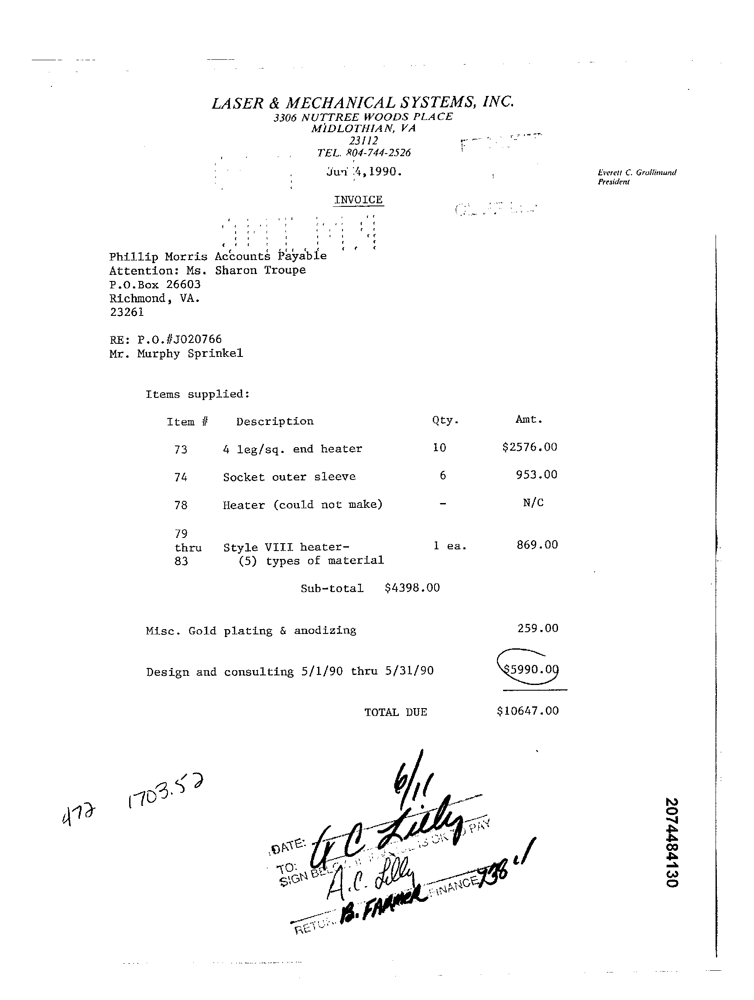 LASER & MECHANICAL SYSTEMS, INC.
3306 NUTTREE WOODS PLACE
MIDLOTHIAN, VA
23112
TEL. 804-744-2526
Jun 4,1990.
Everett C. Grollimund
President
INVOICE
Phillip Morris Accounts Payable
Attention: Ms. Sharon Troupe
P.O.Box 26603
Richmond, VA.
23261
RE: P.O.#J020766
Mr. Murphy Sprinkel
Items supplied:
Item # Description Qty. Amt.
73 4 leg/sq. end heater 10 $2576.00
74 Socket outer sleeve 6 953.00
78 Heater (could not make) - N/C
79
thru Style VIII heater- 1 ea. 869.00
83 (5) types of material
Sub-total $4398.00
Misc. Gold plating & anodizing 259.00
Design and consulting 5/1/90 thru 5/31/90 $5990.00
TOTAL DUE $10647.00
472 1703.52
6/11
DATE:
TO: A C Lilly
SIGN BELOW IS OK TO PAY
A.C. Lilly
RETURN B. FARMER FINANCE
2074484130